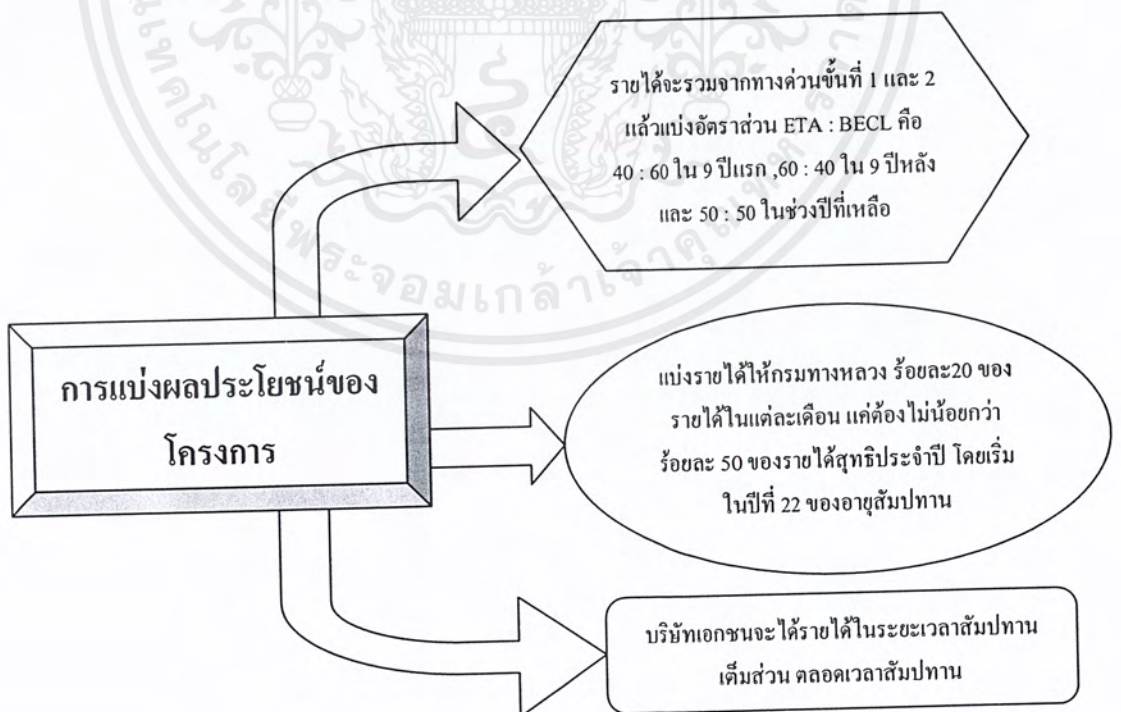 รายได้จะรวมจากทางด่วนขั้นที่ 1 และ 2
แล้วแบ่งอัตราส่วน ETA : BECL คือ
40 : 60 ใน 9 ปีแรก ,60 : 40 ใน 9 ปีหลัง
และ 50 : 50 ในช่วงปีที่เหลือ
การแบ่งผลประโยชน์ของ
โครงการ
แบ่งรายได้ให้กรมทางหลวง ร้อยละ20 ของ
รายได้ในแต่ละเดือน แค่ต้องไม่น้อยกว่า
ร้อยละ 50 ของรายได้สุทธิประจำปี โดยเริ่ม
ในปีที่ 22 ของอายุสัมปทาน
บริษัทเอกชนจะได้รายได้ในระยะเวลาสัมปทาน
เต็มส่วน ตลอดเวลาสัมปทาน